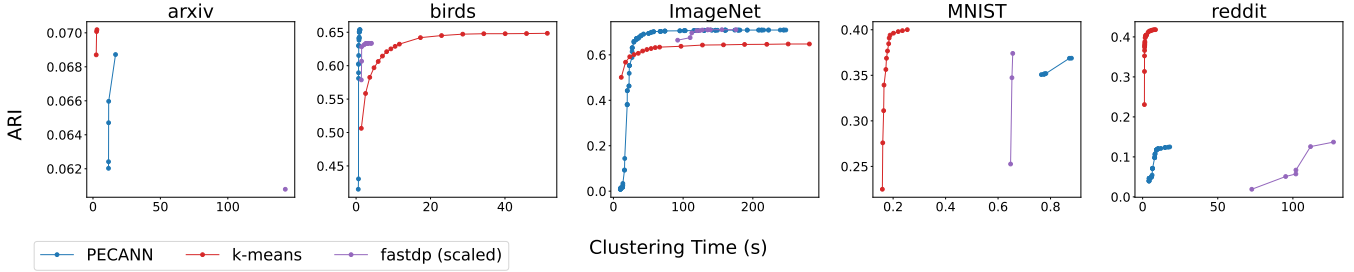 arxiv birds ImageNet MNIST reddit
ARI
0.070
0.068
0.066
0.064
0.062
0 50 100
0.65
0.60
0.55
0.50
0.45
0 20 40
0.6
0.4
0.2
0.0
0 100 200
0.40
0.35
0.30
0.25
0.2 0.4 0.6 0.8
0.4
0.3
0.2
0.1
0.0
0 50 100
Clustering Time (s)
PECANN k-means fastdp (scaled)